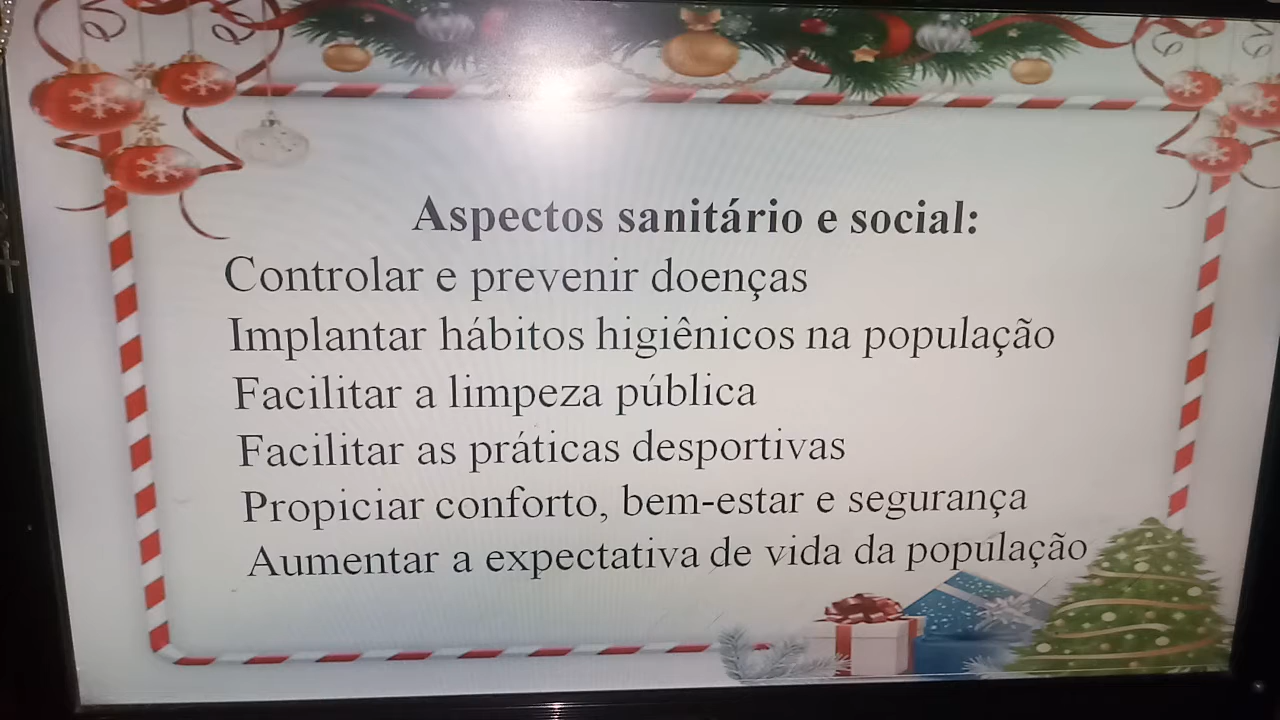 Aspectos sanitário e social:
Controlar e prevenir doenças
Implantar hábitos higiênicos na população
Facilitar a limpeza pública
Facilitar as práticas desportivas
Propiciar conforto, bem-estar e segurança
Aumentar a expectativa de vida da população